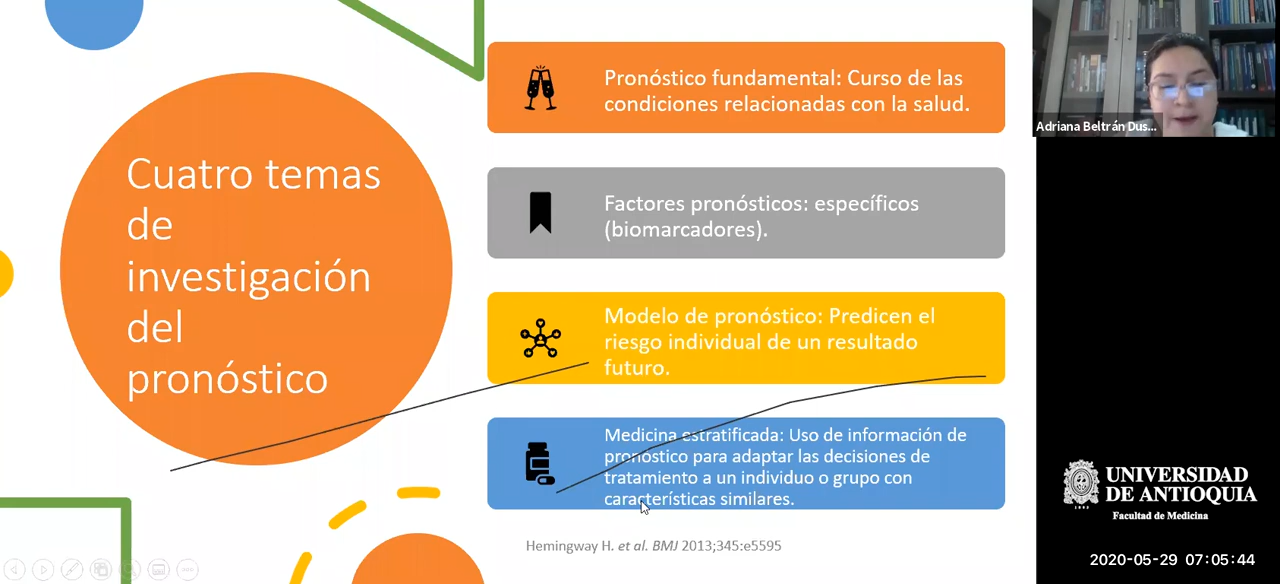 Cuatro temas
de
investigación
del
pronóstico
Pronóstico fundamental: Curso de las
condiciones relacionadas con la salud.
Factores pronósticos: específicos
(biomarcadores).
Modelo de pronóstico: Predicen el
riesgo individual de un resultado
futuro.
Medicina estratificada: Uso de información de
pronóstico para adaptar las decisiones de
tratamiento a un individuo o grupo con
características similares.
Hemingway H. et al. BMJ 2013;345:e5595
Adriana Beltrán Dus...
UNIVERSIDAD
DE ANTIOQUIA
1803
Facultad de Medicina
2020-05-29 07:05:44